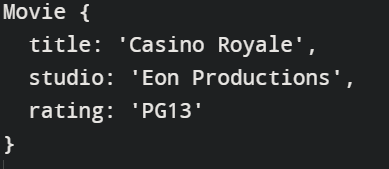 Movie {
  title: 'Casino Royale',
  studio: 'Eon Productions',
  rating: 'PG13'
}